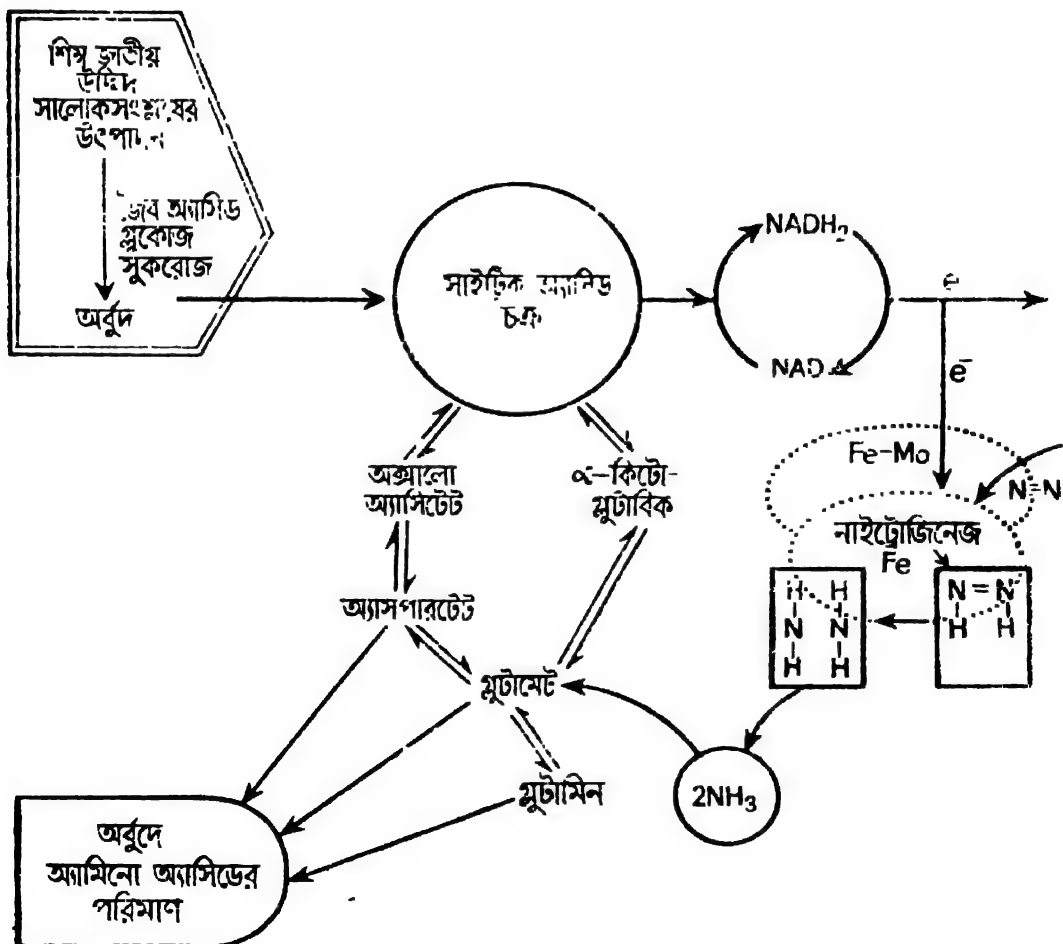 শিম্ব জাতীয়
উদ্ভিদ
সালোকসংশ্লেষের
উৎপাদন
জৈব অ্যাসিড
গ্লুকোজ
সুকরোজ
অর্বুদ
সাইট্রিক অ্যাসিড
চক্র
NADH₂
NAD
e
e⁻
অক্সালো
অ্যাসিটেট
α-কিটো-
গ্লুটারিক
Fe-Mo
N≡N
নাইট্রোজিনেজ
Fe
H H
N N
H H
N=N
H H
অ্যাসপারটেট
গ্লুটামেট
গ্লুটামিন
2NH₃
অর্বুদে
অ্যামিনো অ্যাসিডের
পরিমাণ